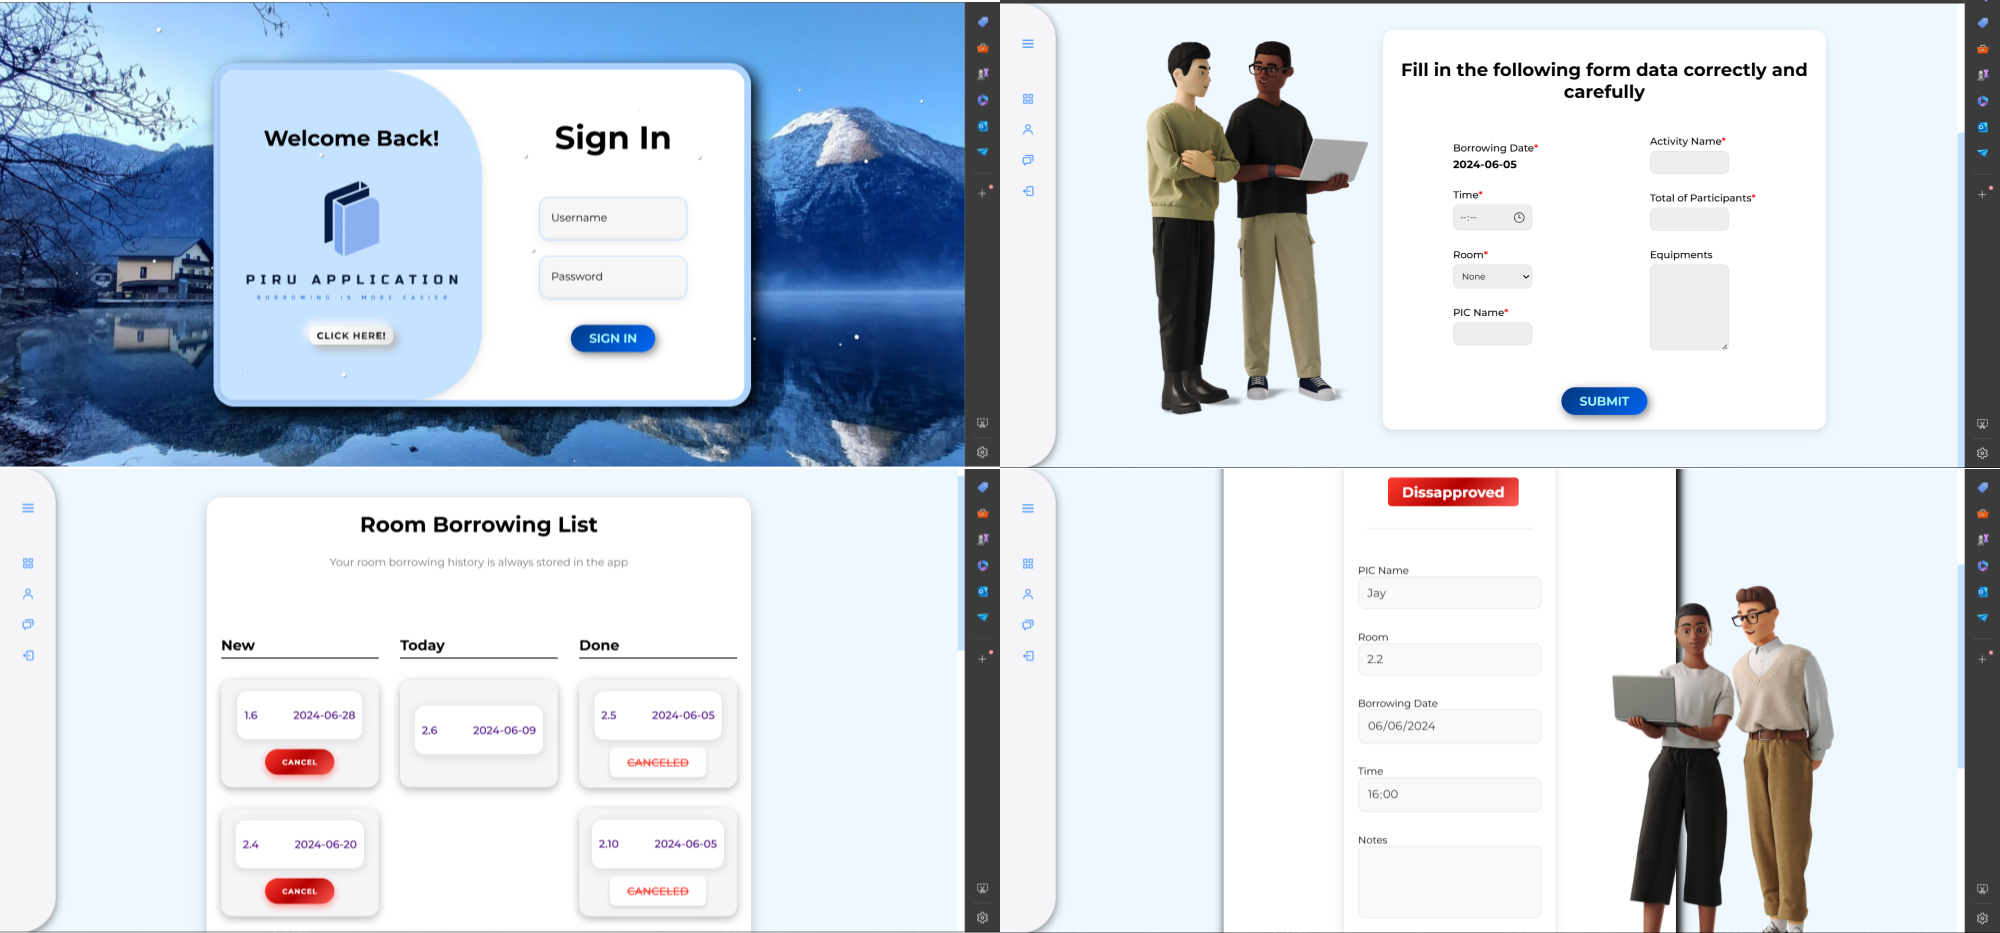 Welcome Back!
PIRU APPLICATION
BORROWING IS MORE EASIER
CLICK HERE!
Sign In
Username
Password
SIGN IN
Fill in the following form data correctly and
carefully
Borrowing Date*
2024-06-05
Time*
--:--
Room*
None
PIC Name*
Activity Name*
Total of Participants*
Equipments
SUBMIT
Room Borrowing List
Your room borrowing history is always stored in the app
New
1.6 2024-06-28
CANCEL
2.4 2024-06-20
CANCEL
Today
2.6 2024-06-09
Done
2.5 2024-06-05
CANCELED
2.10 2024-06-05
CANCELED
Dissapproved
PIC Name
Jay
Room
2.2
Borrowing Date
06/06/2024
Time
16:00
Notes